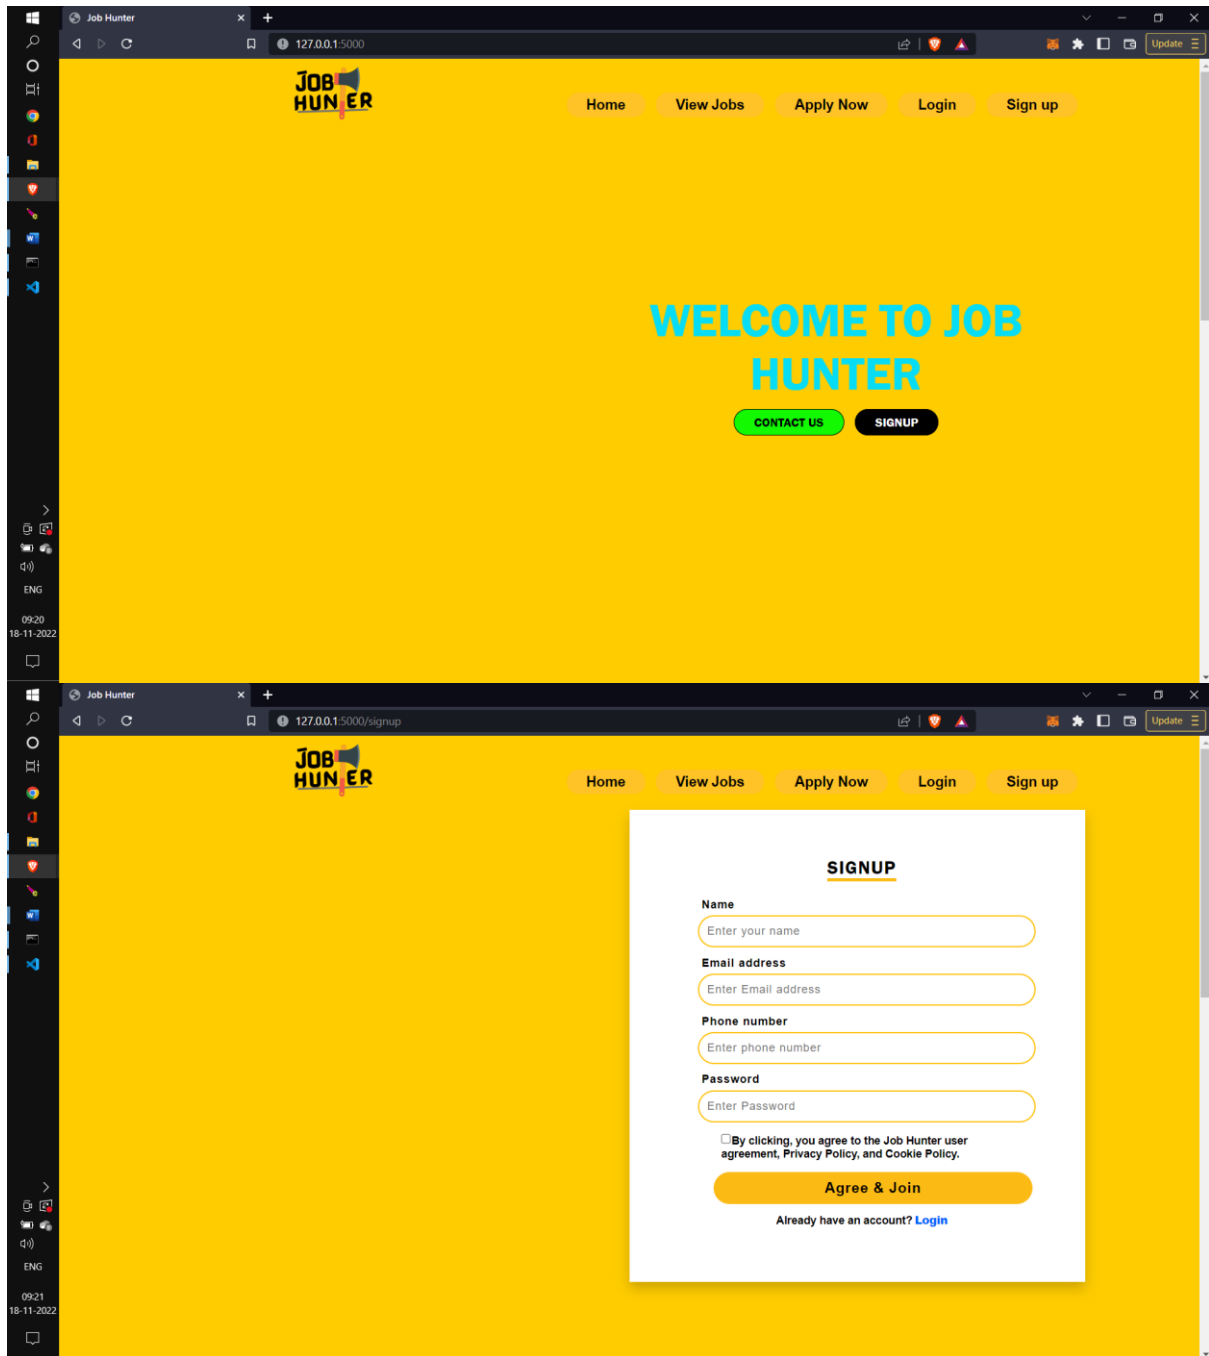 Job Hunter
127.0.0.1:5000
Update
JOB
HUNTER
Home View Jobs Apply Now Login Sign up
WELCOME TO JOB
HUNTER
CONTACT US SIGNUP
ENG
09:20
18-11-2022
Job Hunter
127.0.0.1:5000/signup
Update
JOB
HUNTER
Home View Jobs Apply Now Login Sign up
SIGNUP
Name
Enter your name
Email address
Enter Email address
Phone number
Enter phone number
Password
Enter Password
By clicking, you agree to the Job Hunter user
agreement, Privacy Policy, and Cookie Policy.
Agree & Join
Already have an account? Login
ENG
09:21
18-11-2022